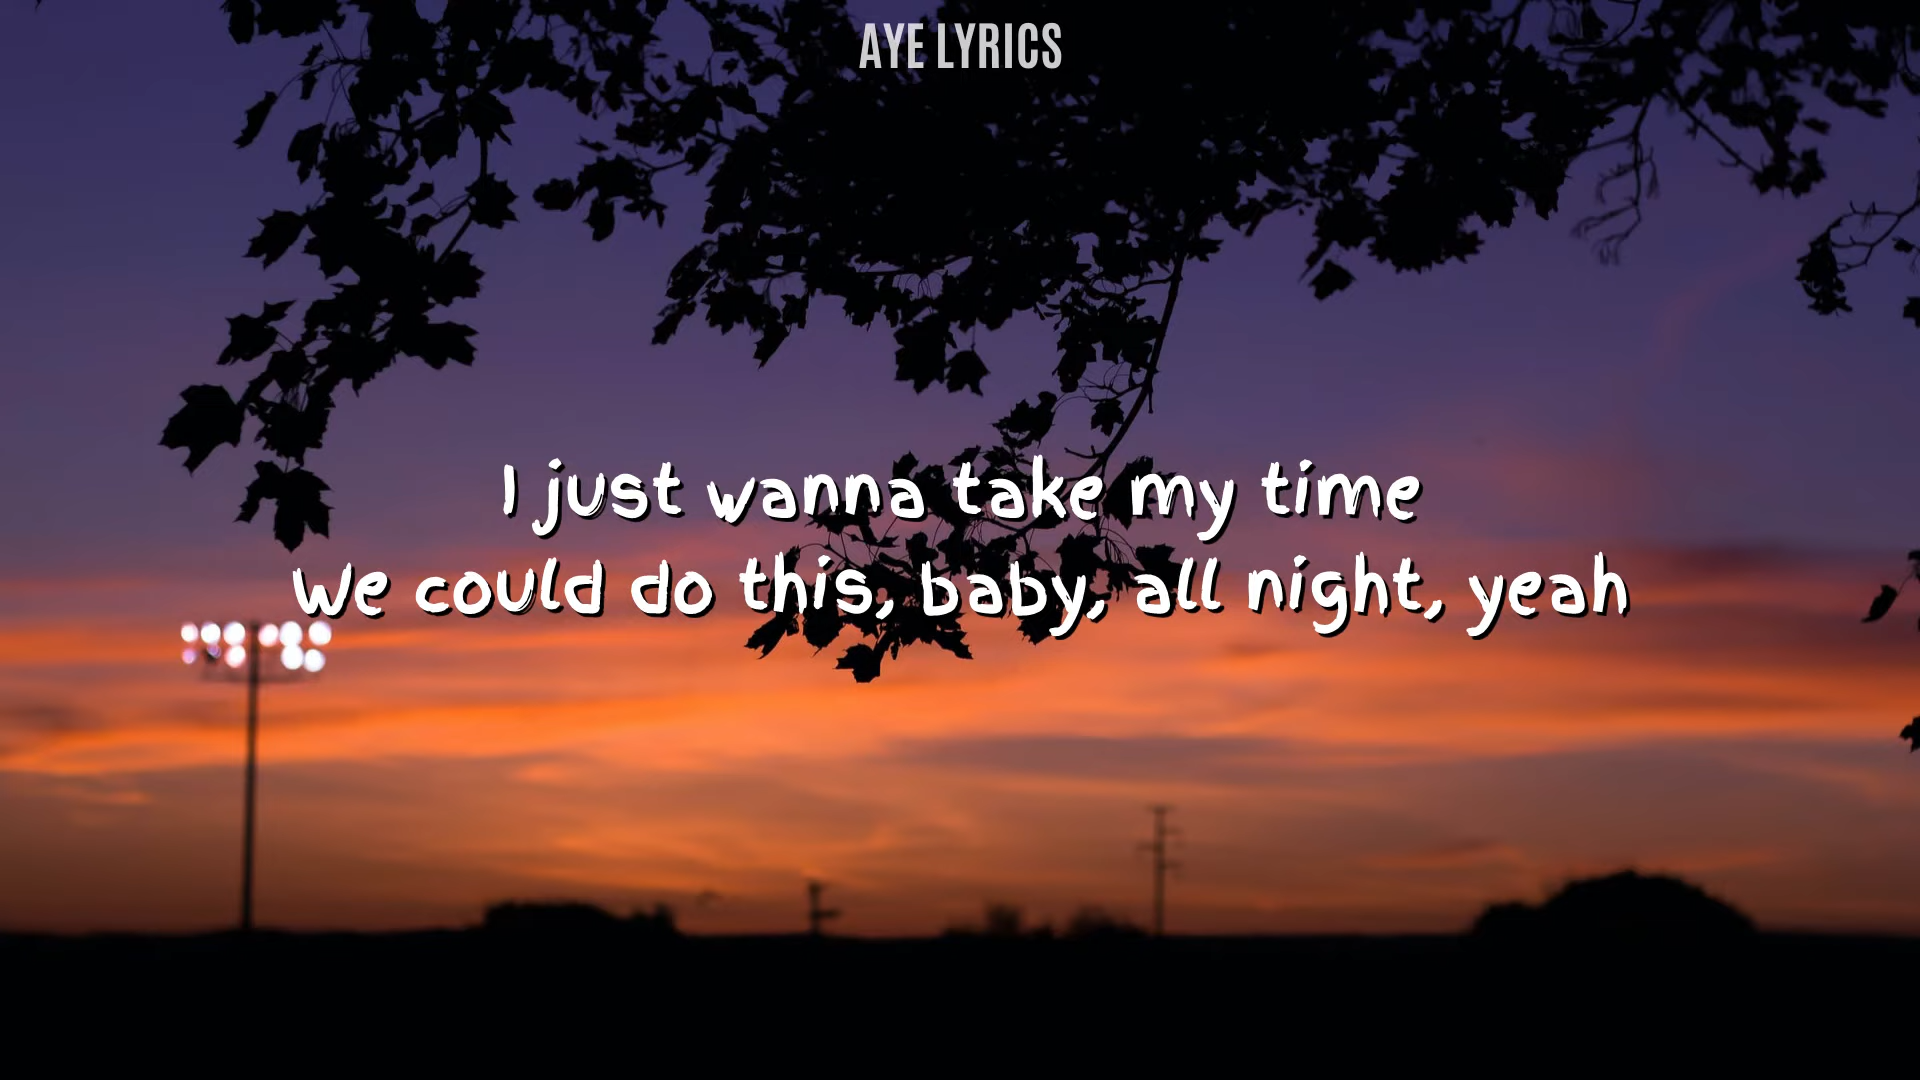 AYE LYRICS
I just wanna take my time
We could do this, baby, all night, yeah